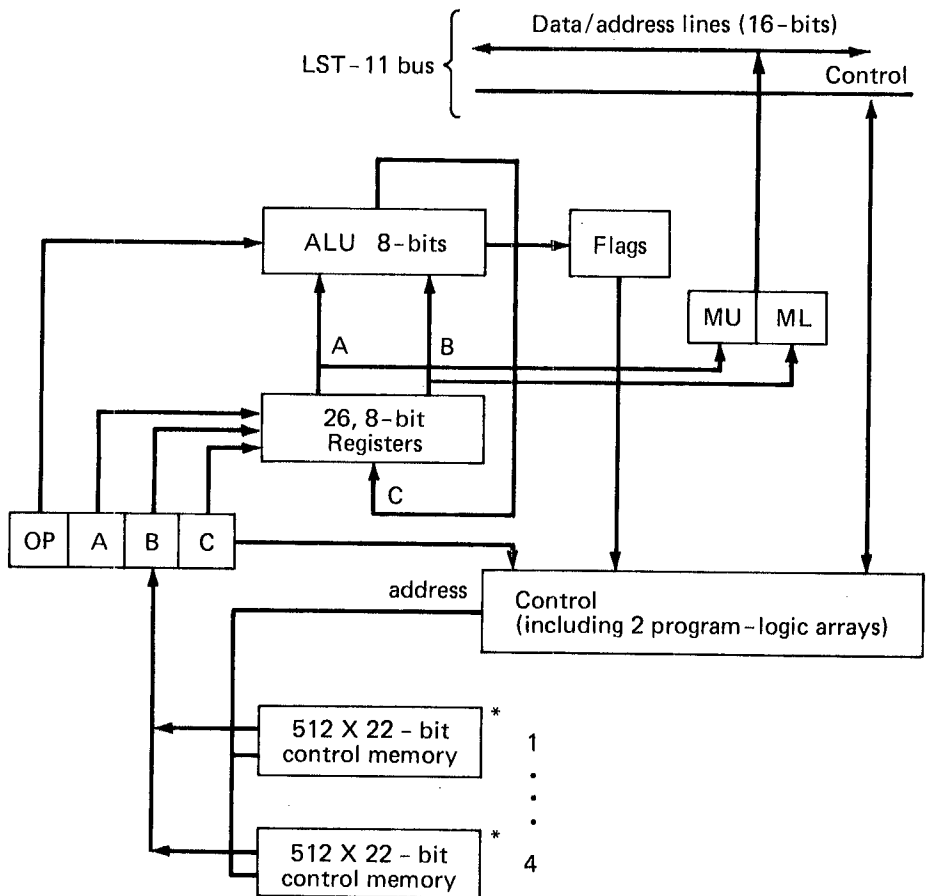 Data/address lines (16-bits)
LST-11 bus
Control
ALU 8-bits
Flags
MU
ML
A
B
26, 8-bit
Registers
C
OP
A
B
C
address
Control
(including 2 program-logic arrays)
512 X 22 - bit
control memory
*
1
.
.
.
512 X 22 - bit
control memory
*
4